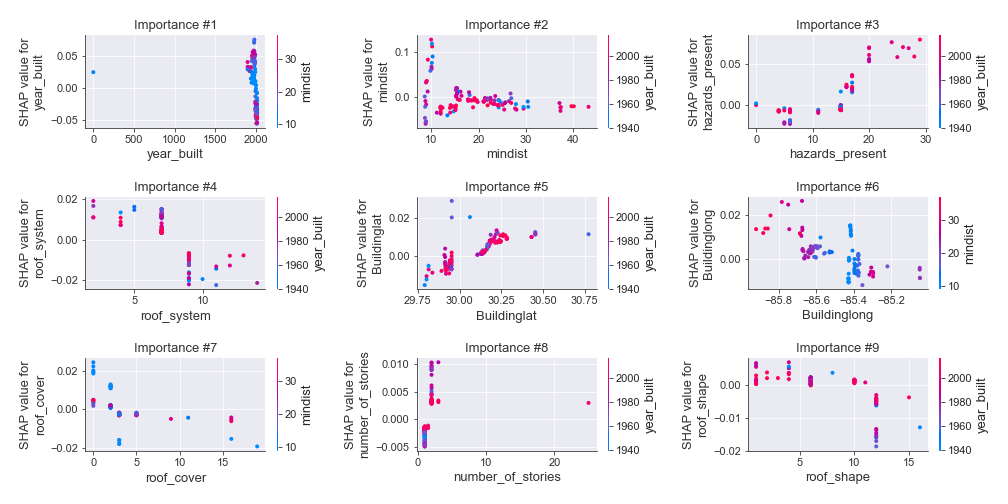 Importance #1
SHAP value for
year_built
0.05
0.00
−0.05
0
500
1000
1500
2000
year_built
30
20
10
mindist
Importance #2
SHAP value for
mindist
0.1
0.0
10
20
30
40
mindist
2000
1980
1960
1940
year_built
Importance #3
SHAP value for
hazards_present
0.05
0.00
0
10
20
30
hazards_present
2000
1980
1960
1940
year_built
Importance #4
SHAP value for
roof_system
0.02
0.00
−0.02
5
10
roof_system
2000
1980
1960
1940
year_built
Importance #5
SHAP value for
Buildinglat
0.02
0.00
29.75
30.00
30.25
30.50
30.75
Buildinglat
2000
1980
1960
1940
year_built
Importance #6
SHAP value for
Buildinglong
0.02
0.01
0.00
−85.8
−85.6
−85.4
−85.2
Buildinglong
30
20
10
mindist
Importance #7
SHAP value for
roof_cover
0.02
0.00
−0.02
0
5
10
15
roof_cover
30
20
10
mindist
Importance #8
SHAP value for
number_of_stories
0.010
0.005
0.000
−0.005
0
10
20
number_of_stories
2000
1980
1960
1940
year_built
Importance #9
SHAP value for
roof_shape
0.00
−0.01
−0.02
5
10
15
roof_shape
2000
1980
1960
1940
year_built